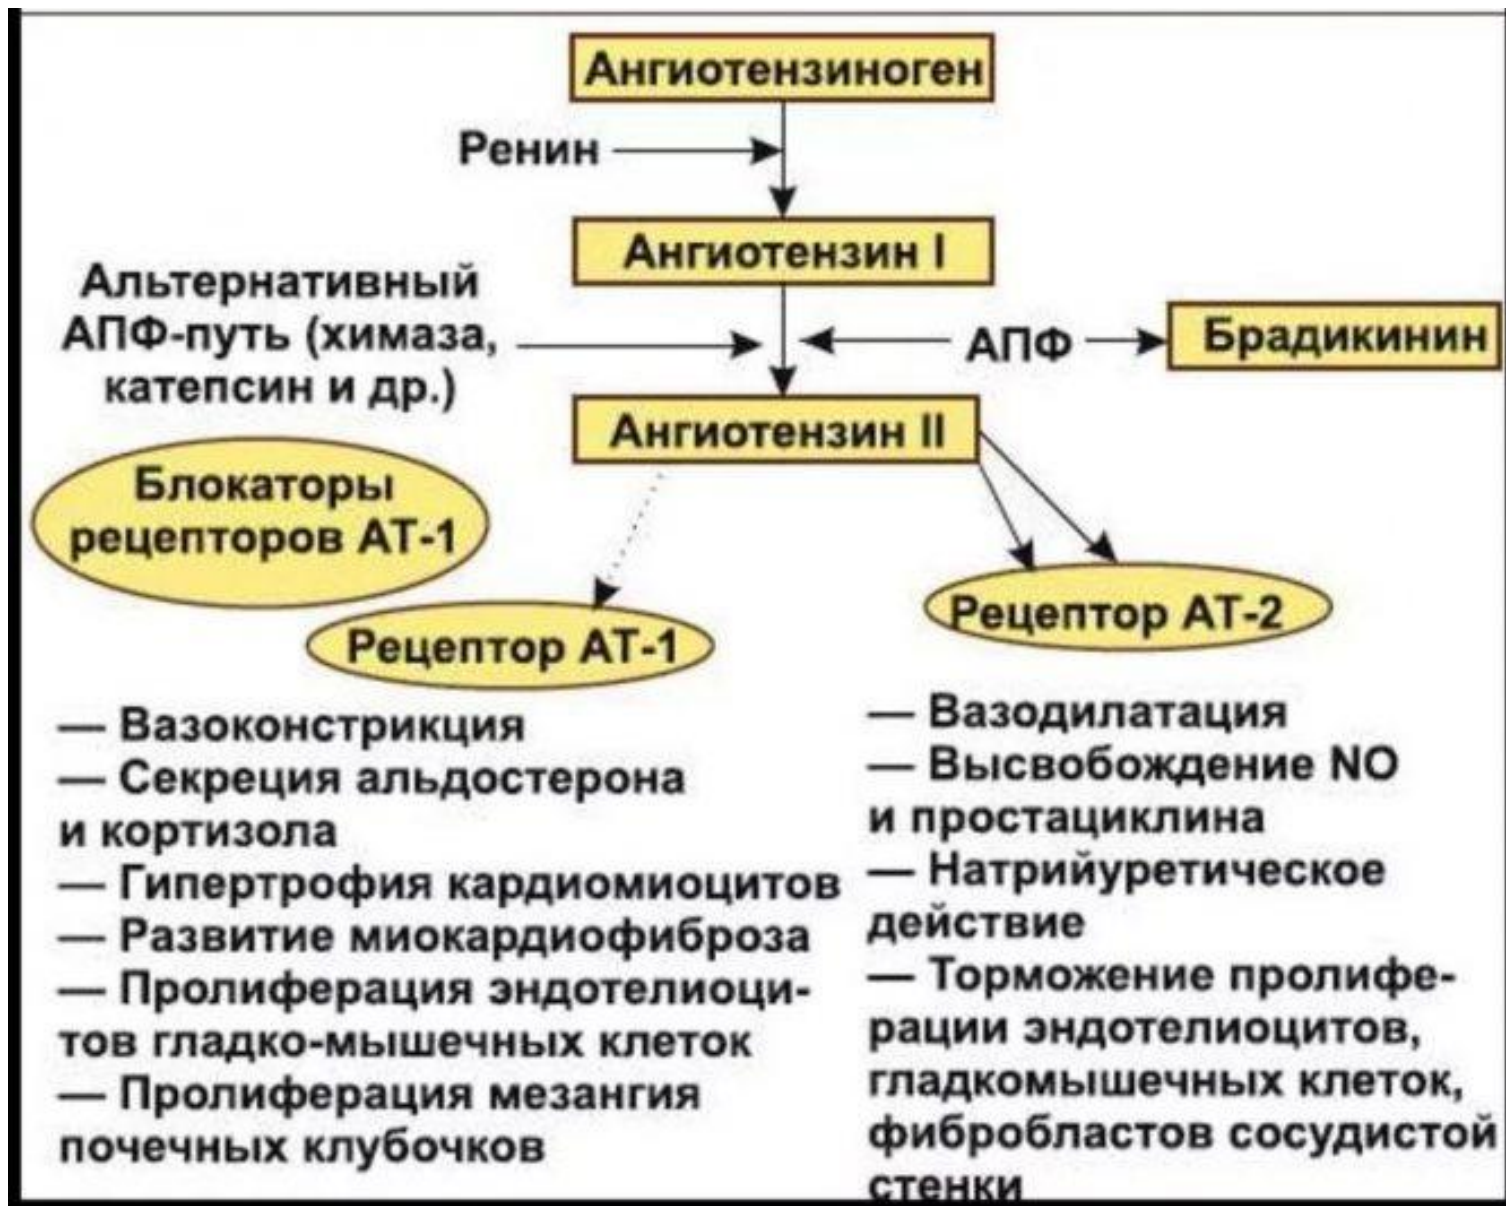 Ангиотензиноген
Ренин
Ангиотензин I
Альтернативный
АПФ-путь (химаза,
катепсин и др.)
АПФ
Брадикинин
Ангиотензин II
Блокаторы
рецепторов АТ-1
Рецептор АТ-1
Рецептор АТ-2
— Вазоконстрикция
— Секреция альдостерона
и кортизола
— Гипертрофия кардиомиоцитов
— Развитие миокардиофиброза
— Пролиферация эндотелиоци-
тов гладко-мышечных клеток
— Пролиферация мезангия
почечных клубочков
— Вазодилатация
— Высвобождение NO
и простациклина
— Натрийуретическое
действие
— Торможение пролифе-
рации эндотелиоцитов,
гладкомышечных клеток,
фибробластов сосудистой
стенки